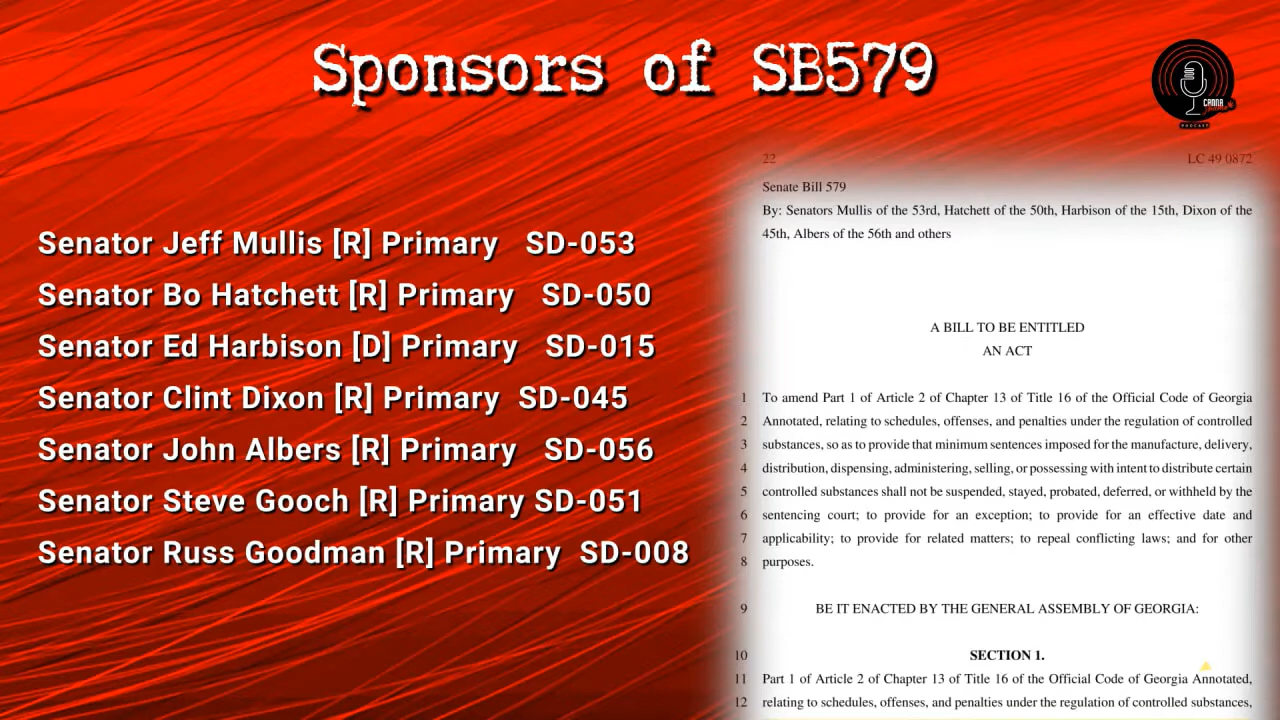 Sponsors of SB579
CANNA
PODCAST
Senator Jeff Mullis [R] Primary SD-053
Senator Bo Hatchett [R] Primary SD-050
Senator Ed Harbison [D] Primary SD-015
Senator Clint Dixon [R] Primary SD-045
Senator John Albers [R] Primary SD-056
Senator Steve Gooch [R] Primary SD-051
Senator Russ Goodman [R] Primary SD-008
22 LC 49 0872
Senate Bill 579
By: Senators Mullis of the 53rd, Hatchett of the 50th, Harbison of the 15th, Dixon of the
45th, Albers of the 56th and others
A BILL TO BE ENTITLED
AN ACT
1 To amend Part 1 of Article 2 of Chapter 13 of Title 16 of the Official Code of Georgia
2 Annotated, relating to schedules, offenses, and penalties under the regulation of controlled
3 substances, so as to provide that minimum sentences imposed for the manufacture, delivery,
4 distribution, dispensing, administering, selling, or possessing with intent to distribute certain
5 controlled substances shall not be suspended, stayed, probated, deferred, or withheld by the
6 sentencing court; to provide for an exception; to provide for an effective date and
7 applicability; to provide for related matters; to repeal conflicting laws; and for other
8 purposes.
9 BE IT ENACTED BY THE GENERAL ASSEMBLY OF GEORGIA:
10 SECTION 1.
11 Part 1 of Article 2 of Chapter 13 of Title 16 of the Official Code of Georgia Annotated,
12 relating to schedules, offenses, and penalties under the regulation of controlled substances,